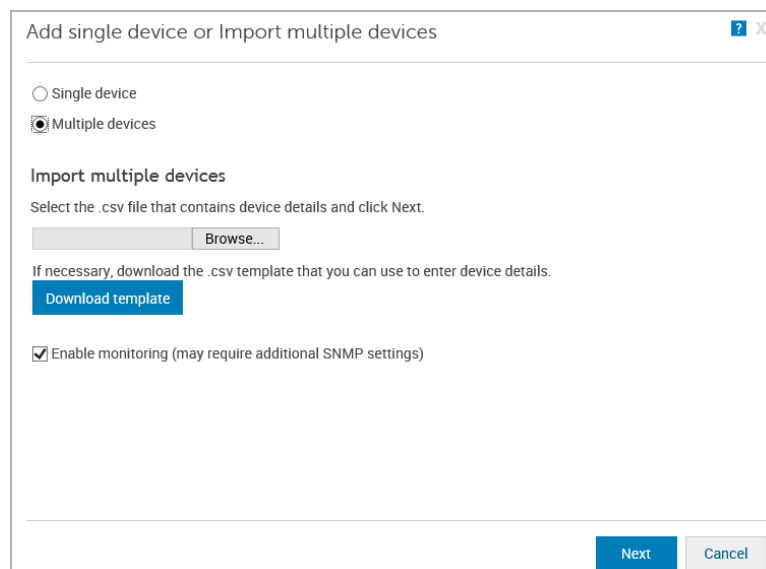 Add single device or Import multiple devices
? X
Single device
Multiple devices
Import multiple devices
Select the .csv file that contains device details and click Next.
Browse...
If necessary, download the .csv template that you can use to enter device details.
Download template
Enable monitoring (may require additional SNMP settings)
Next Cancel